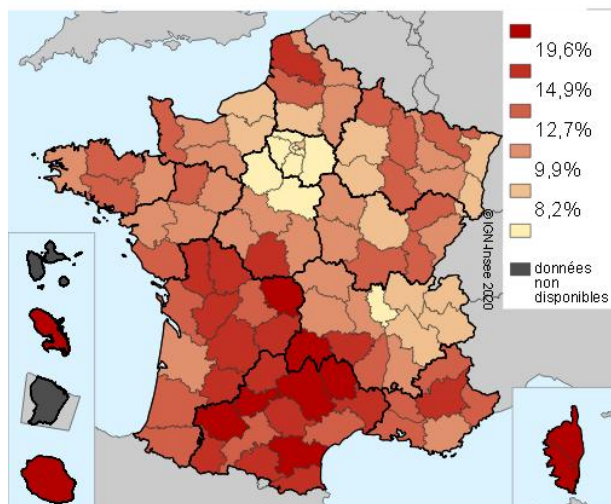 19,6%
14,9%
12,7%
9,9%
8,2%
données
non
disponibles
© IGN-Insee 2020